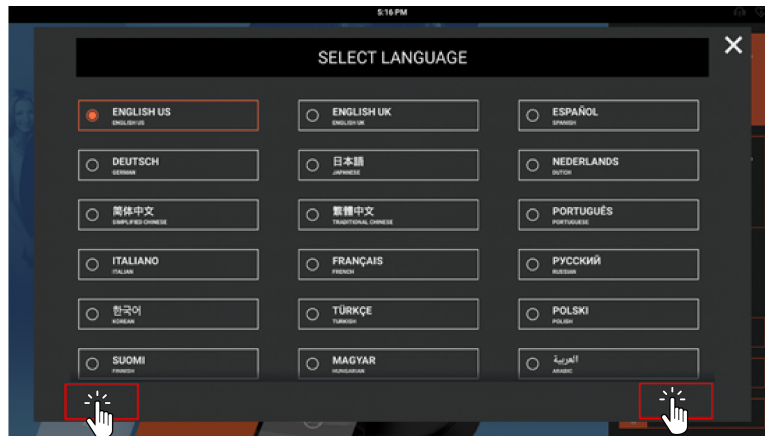 5:16 PM
SELECT LANGUAGE
ENGLISH US
ENGLISH US
ENGLISH UK
ENGLISH UK
ESPAÑOL
SPANISH
DEUTSCH
GERMAN
日本語
JAPANESE
NEDERLANDS
DUTCH
简体中文
SIMPLIFIED CHINESE
繁體中文
TRADITIONAL CHINESE
PORTUGUÊS
PORTUGUESE
ITALIANO
ITALIAN
FRANÇAIS
FRENCH
РУССКИЙ
RUSSIAN
한국어
KOREAN
TÜRKÇE
TURKISH
POLSKI
POLISH
SUOMI
FINNISH
MAGYAR
HUNGARIAN
العربية
ARABIC